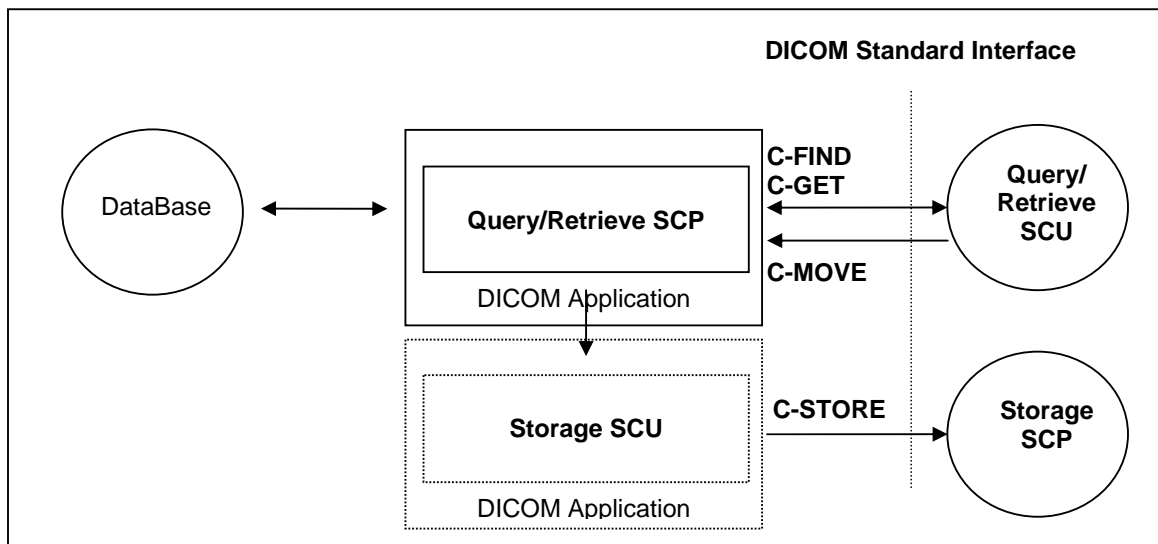 DICOM Standard Interface
DataBase
Query/Retrieve SCP
DICOM Application
C-FIND
C-GET
C-MOVE
Query/
Retrieve
SCU
Storage SCU
DICOM Application
C-STORE
Storage
SCP